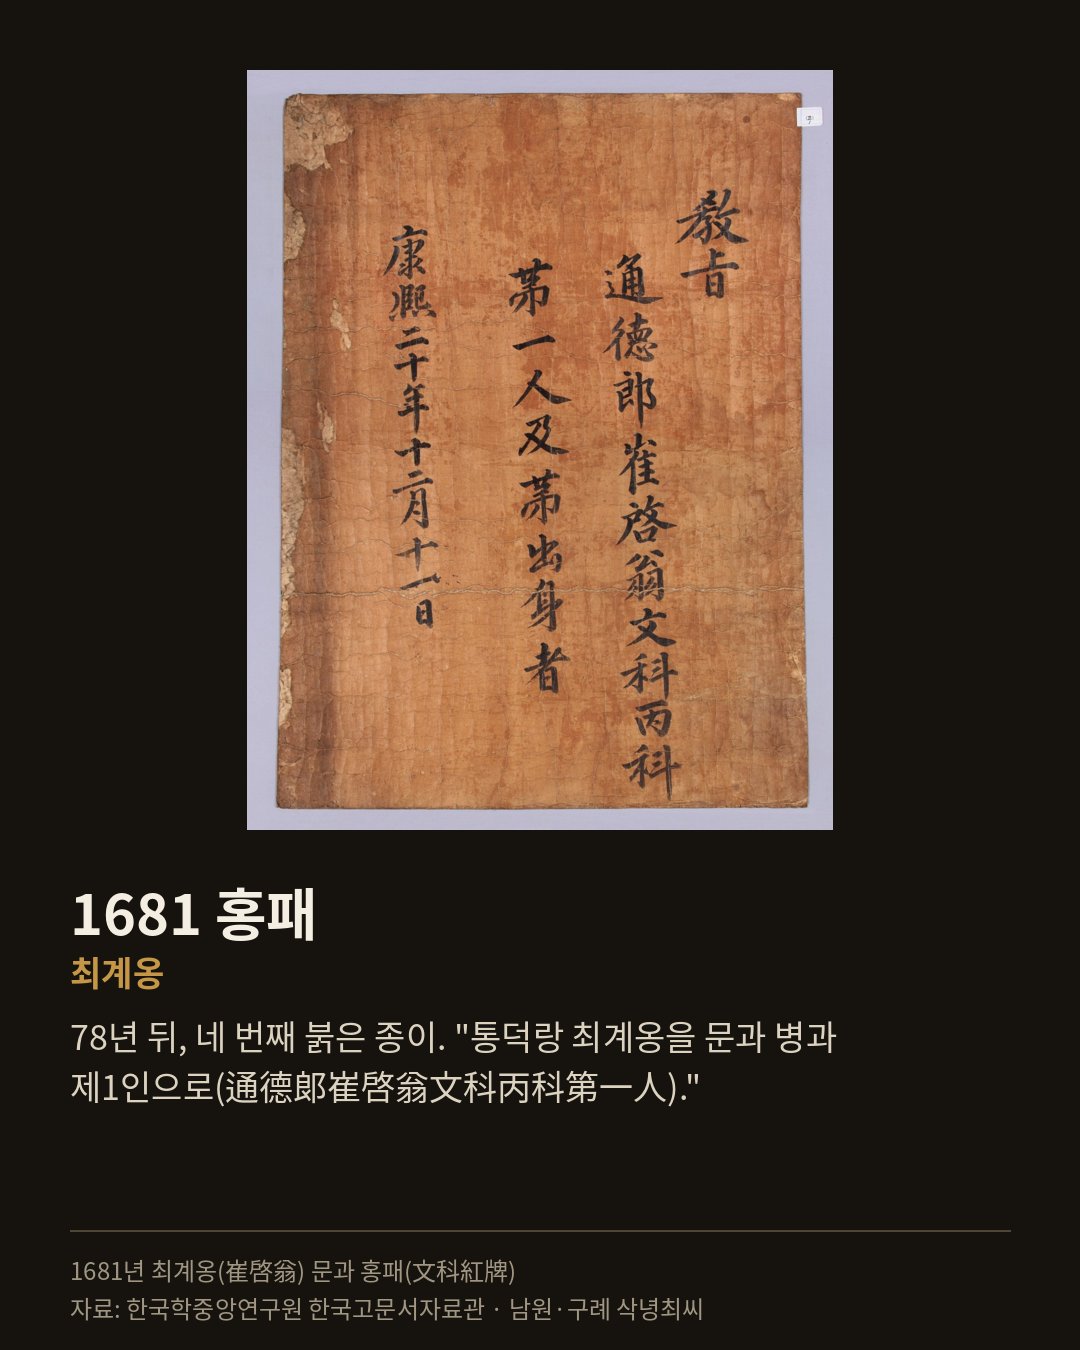 敎旨
通德郎崔啓翁文科丙科
第一人及第出身者
康熙二十年十二月十一日
1681 홍패
최계옹
78년 뒤, 네 번째 붉은 종이. "통덕랑 최계옹을 문과 병과
제1인으로(通德郞崔啓翁文科丙科第一人)."
1681년 최계옹(崔啓翁) 문과 홍패(文科紅牌)
자료: 한국학중앙연구원 한국고문서자료관 · 남원·구례 삭녕최씨